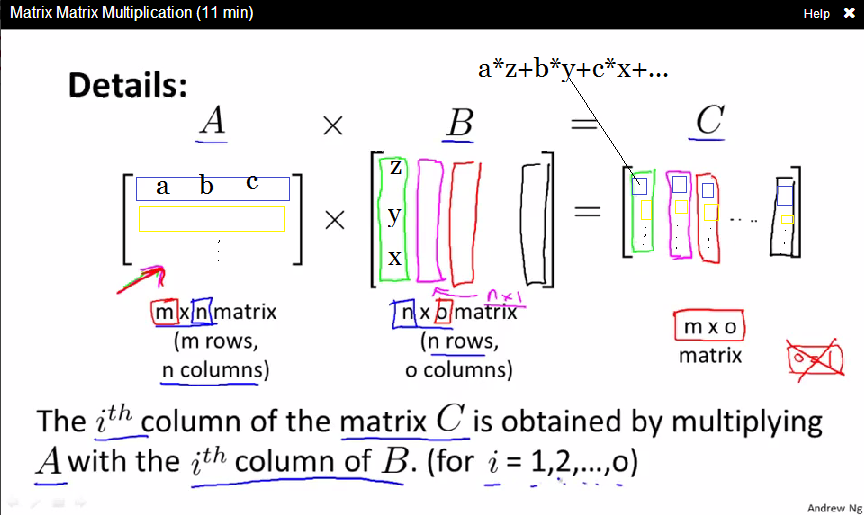 Matrix Matrix Multiplication (11 min)
Help ✖
a*z+b*y+c*x+...
Details:
A × B = C
a b c
z
y
x
× =
n x 1
m x n matrix
(m rows,
n columns)
n x o matrix
(n rows,
o columns)
m x o
matrix
o = 1
The i^th column of the matrix C is obtained by multiplying
A with the i^th column of B. (for i = 1,2,...,o)
Andrew Ng